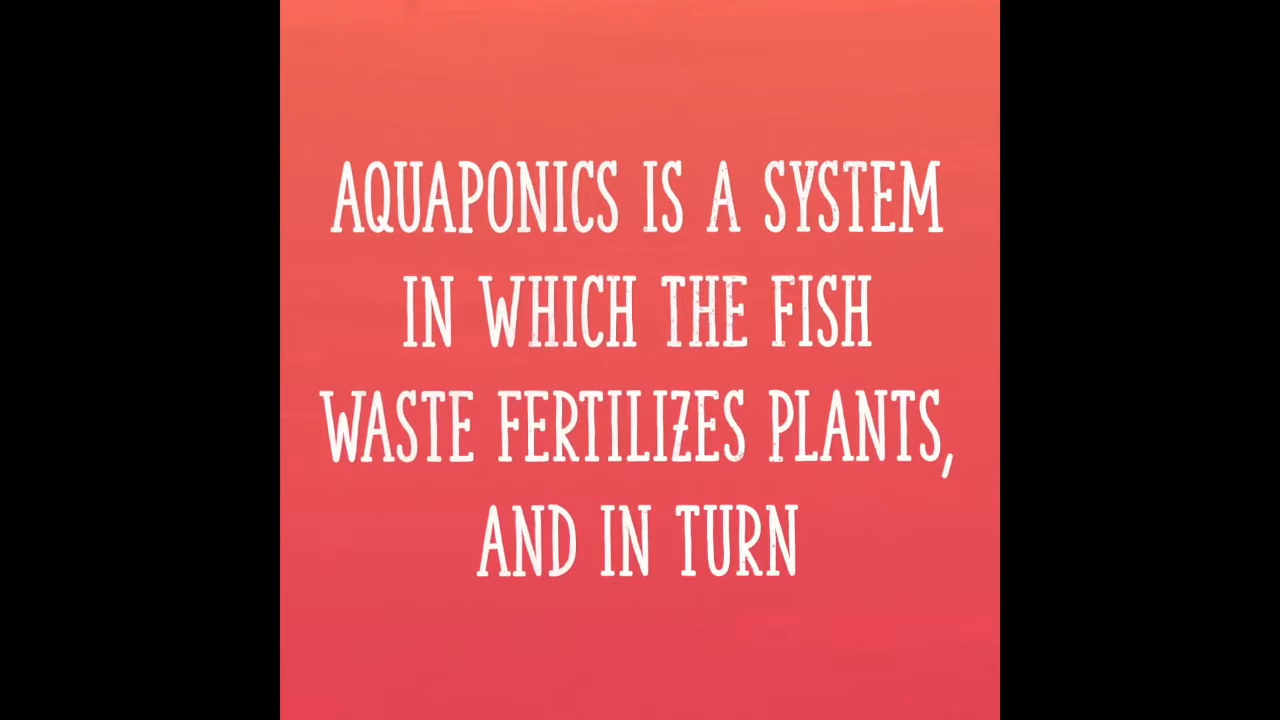 AQUAPONICS IS A SYSTEM
IN WHICH THE FISH
WASTE FERTILIZES PLANTS,
AND IN TURN